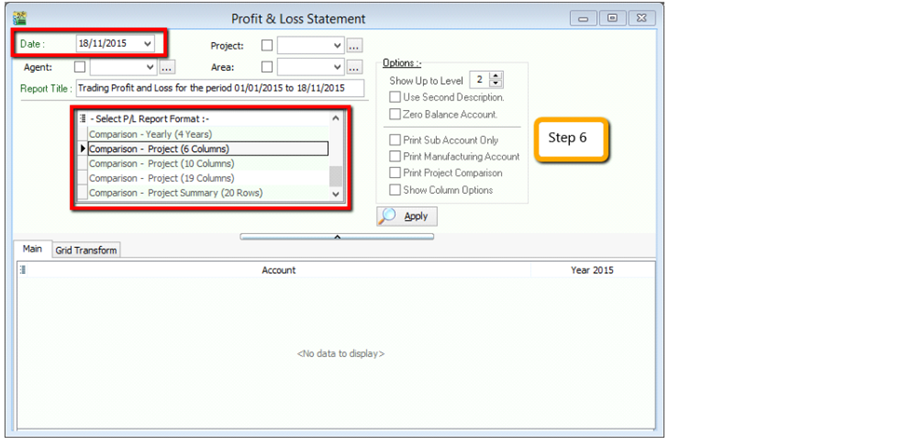 Profit & Loss Statement
Date : 18/11/2015 Project: ...
Agent: ... Area: ...
Report Title : Trading Profit and Loss for the period 01/01/2015 to 18/11/2015
- Select P/L Report Format :-
Comparison - Yearly (4 Years)
Comparison - Project (6 Columns)
Comparison - Project (10 Columns)
Comparison - Project (19 Columns)
Comparison - Project Summary (20 Rows)
Options :-
Show Up to Level 2
Use Second Description.
Zero Balance Account.
Print Sub Account Only
Print Manufacturing Account
Print Project Comparison
Show Column Options
Apply
Step 6
Main Grid Transform
Account Year 2015
<No data to display>